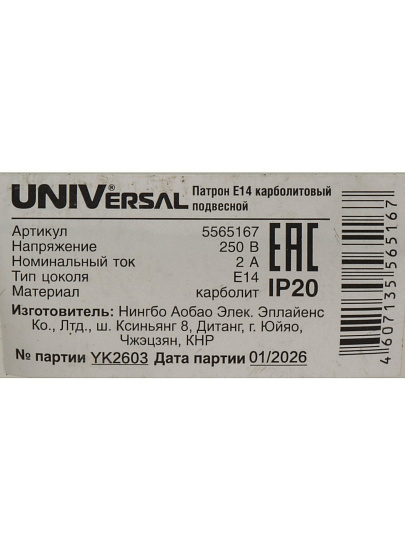 UNIVERSAL®
Патрон Е14 карболитовый
подвесной
Артикул 5565167
Напряжение 250 В
Номинальный ток 2 А
Тип цоколя Е14
Материал карболит
EAC
IP20
Изготовитель: Нингбо Аобао Элек. Эплайенс
Ко., Лтд., ш. Ксиньянг 8, Дитанг, г. Юйяо,
Чжэцзян, КНР
№ партии YK2603 Дата партии 01/2026
4607135565167